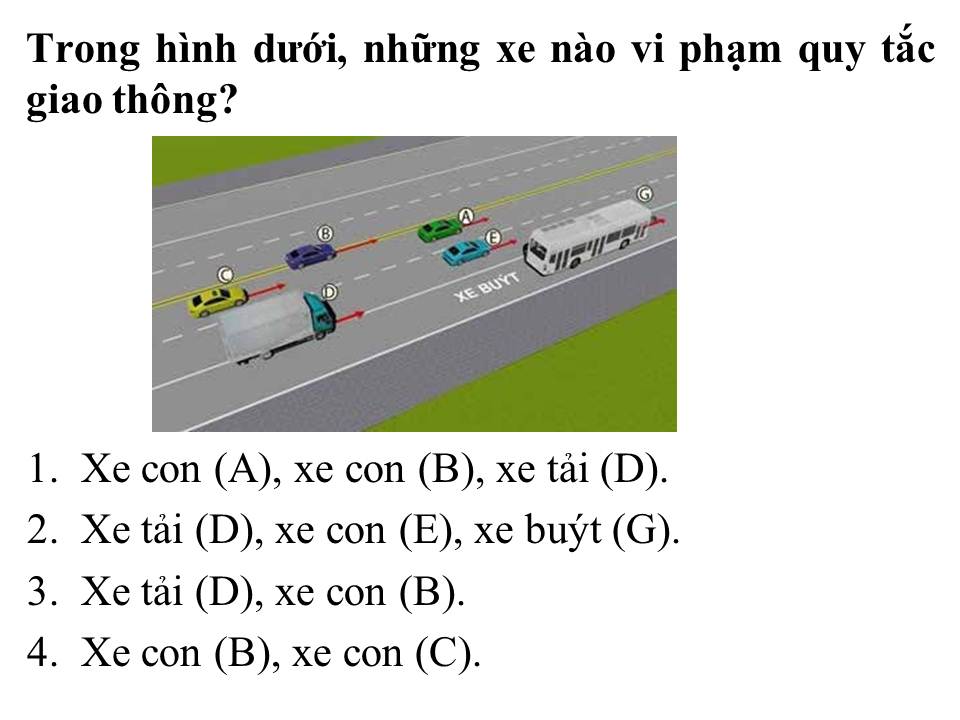 Trong hình dưới, những xe nào vi phạm quy tắc
giao thông?
G
A
B
E
C
D
XE BUÝT
1. Xe con (A), xe con (B), xe tải (D).
2. Xe tải (D), xe con (E), xe buýt (G).
3. Xe tải (D), xe con (B).
4. Xe con (B), xe con (C).